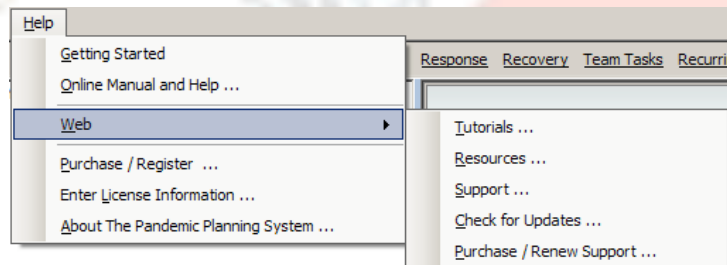 Help
Getting Started
Online Manual and Help ...
Web
Purchase / Register ...
Enter License Information ...
About The Pandemic Planning System ...
Response Recovery Team Tasks
Tutorials ...
Resources ...
Support ...
Check for Updates ...
Purchase / Renew Support ...